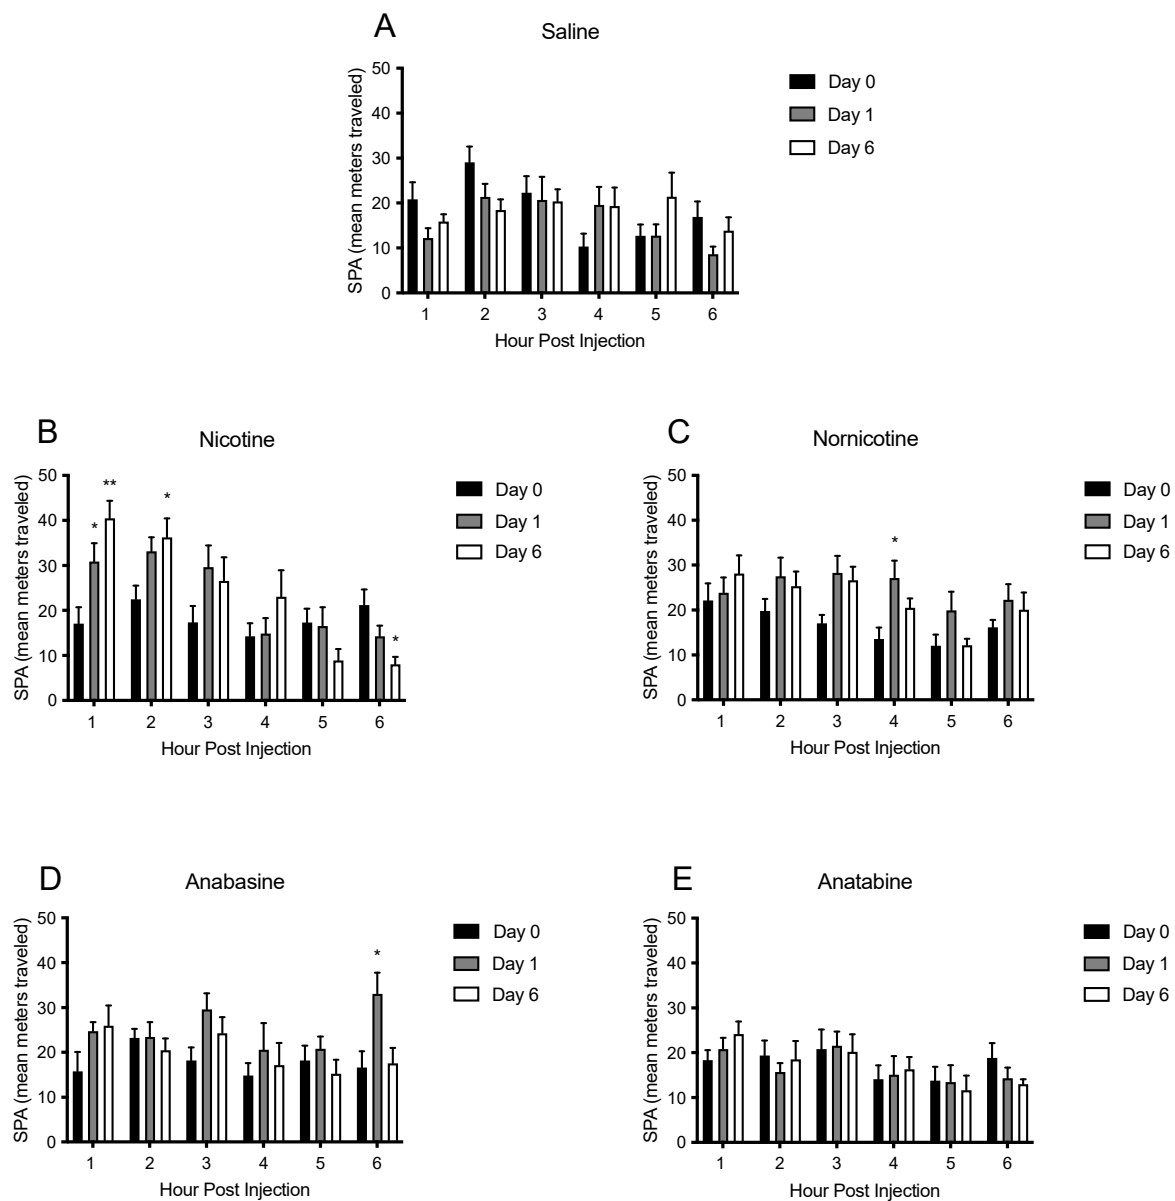 A
Saline
SPA (mean meters traveled)
50
40
30
20
10
0
1 2 3 4 5 6
Hour Post Injection
Day 0
Day 1
Day 6
B
Nicotine
SPA (mean meters traveled)
50
40
30
20
10
0
* ** * *
1 2 3 4 5 6
Hour Post Injection
Day 0
Day 1
Day 6
C
Nornicotine
SPA (mean meters traveled)
50
40
30
20
10
0
*
1 2 3 4 5 6
Hour Post Injection
Day 0
Day 1
Day 6
D
Anabasine
SPA (mean meters traveled)
50
40
30
20
10
0
*
1 2 3 4 5 6
Hour Post Injection
Day 0
Day 1
Day 6
E
Anatabine
SPA (mean meters traveled)
50
40
30
20
10
0
1 2 3 4 5 6
Hour Post Injection
Day 0
Day 1
Day 6